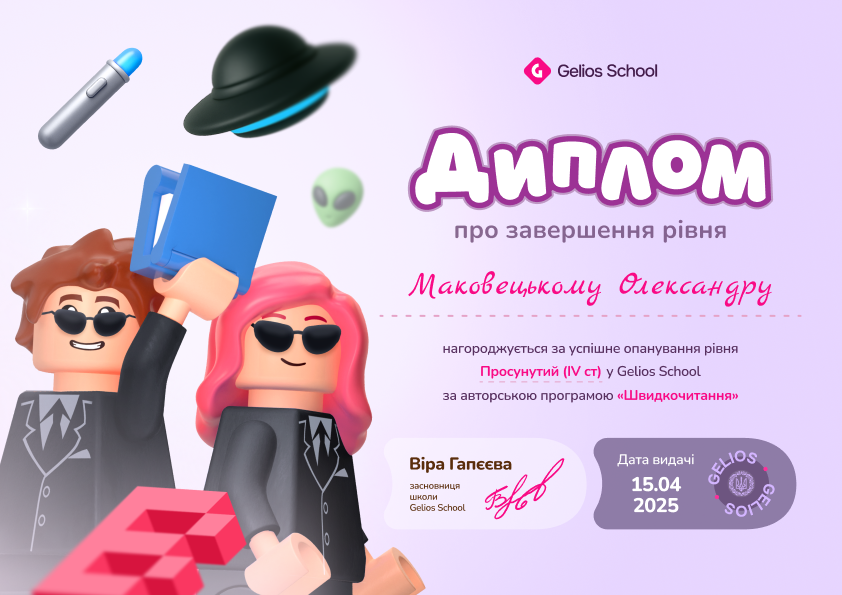 Gelios School
Диплом
про завершення рівня
Маковецькому Олександру
нагороджується за успішне опанування рівня
Просунутий (IV ст) у Gelios School
за авторською програмою «Швидкочитання»
Віра Гапєєва
засновниця
школи
Gelios School
Дата видачі
15.04
2025
GELIOS
GELIOS